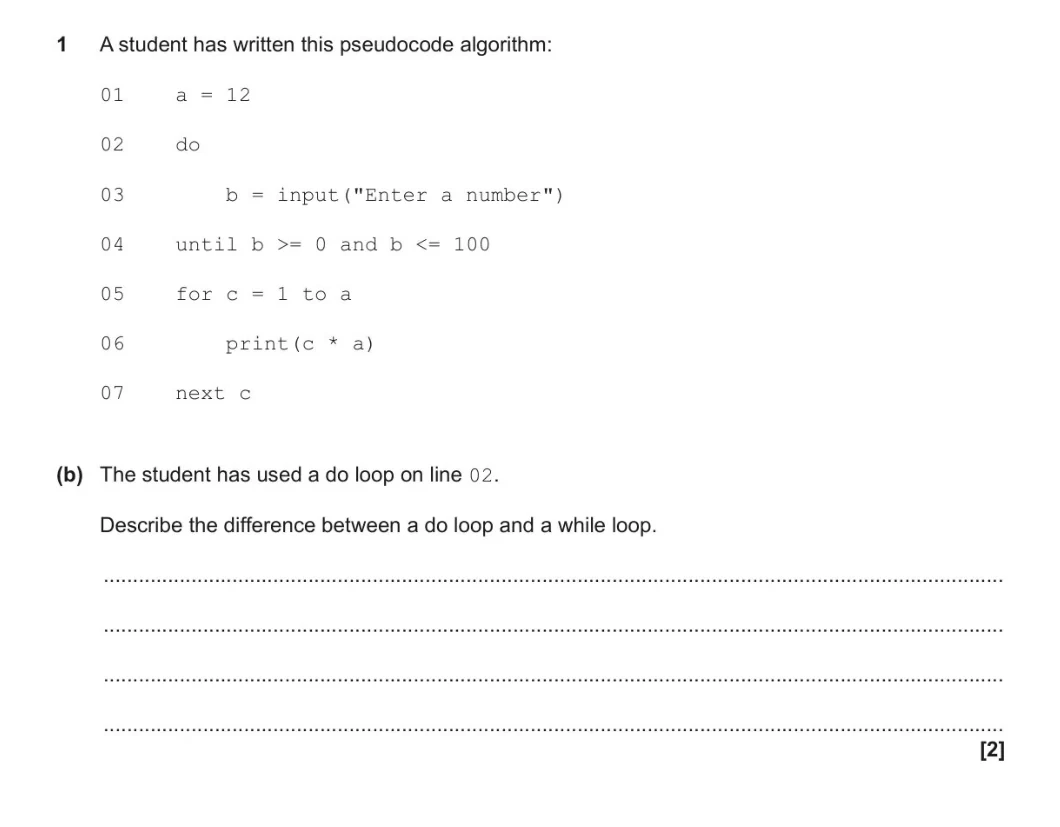 1 A student has written this pseudocode algorithm:
01 a = 12
02 do
03 b = input("Enter a number")
04 until b >= 0 and b <= 100
05 for c = 1 to a
06 print(c * a)
07 next c
(b) The student has used a do loop on line 02.
Describe the difference between a do loop and a while loop.
[2]